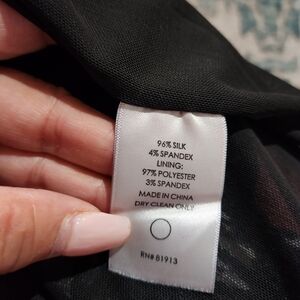 96% SILK
4% SPANDEX
LINING:
97% POLYESTER
3% SPANDEX
MADE IN CHINA
DRY CLEAN ONLY
RN# 81913